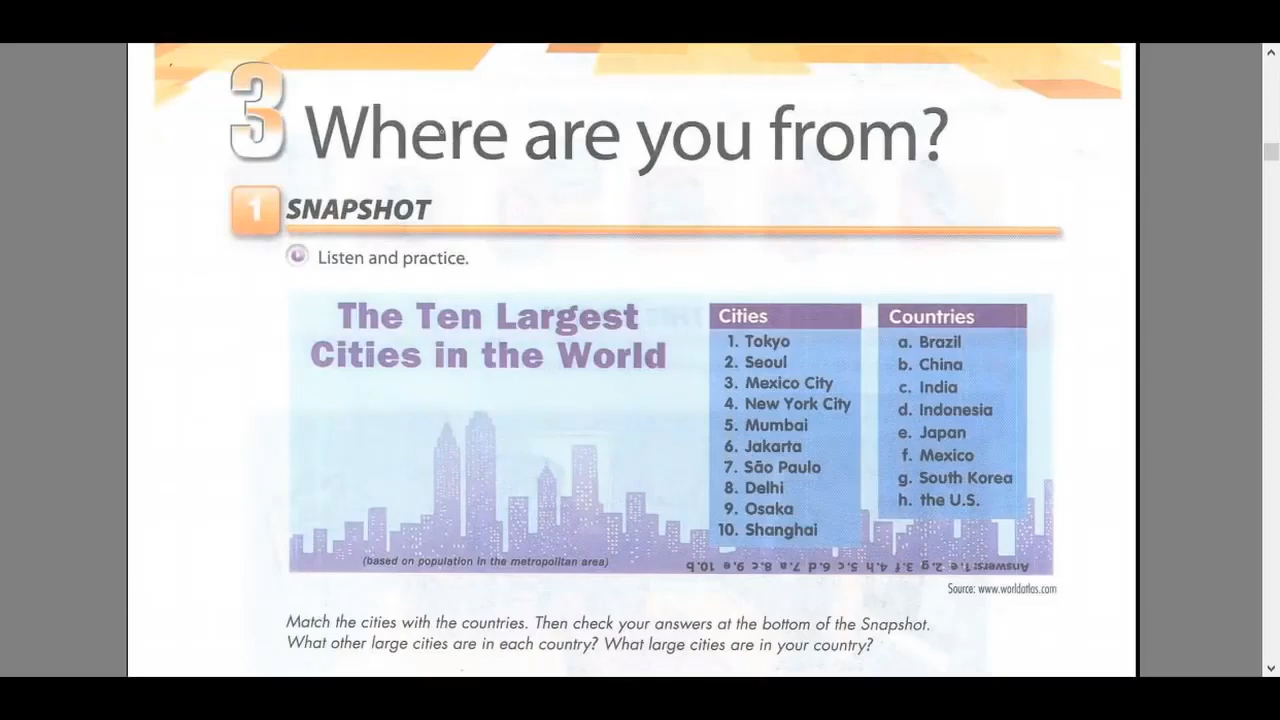 3 Where are you from?
1 SNAPSHOT
Listen and practice.
The Ten Largest
Cities in the World
Cities
1. Tokyo
2. Seoul
3. Mexico City
4. New York City
5. Mumbai
6. Jakarta
7. São Paulo
8. Delhi
9. Osaka
10. Shanghai
Countries
a. Brazil
b. China
c. India
d. Indonesia
e. Japan
f. Mexico
g. South Korea
h. the U.S.
(based on population in the metropolitan area)
Answers: 1. e 2. g 3. f 4. h 5. c 6. d 7. a 8. c 9. e 10. b
Source: www.worldatlas.com
Match the cities with the countries. Then check your answers at the bottom of the Snapshot.
What other large cities are in each country? What large cities are in your country?